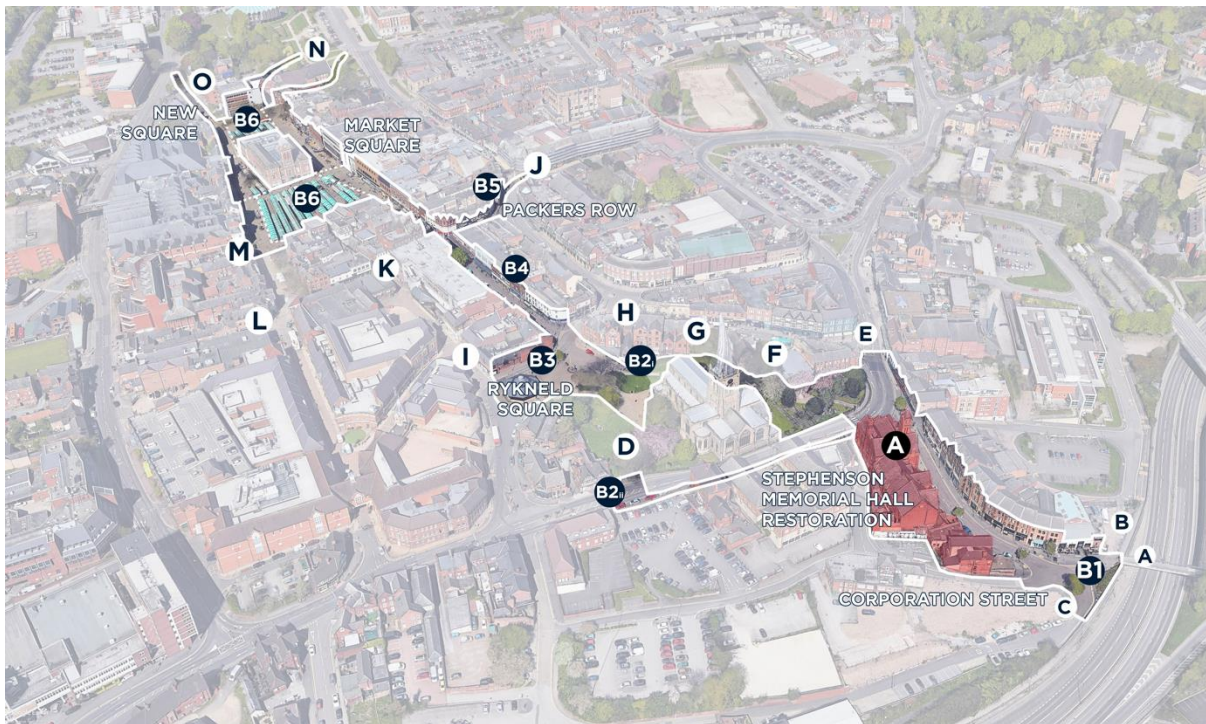 N
O
NEW
SQUARE
B6
MARKET
SQUARE
J
B5
B6
PACKERS ROW
M
K
B4
L
H
G
E
I
B3
B2i
F
RYKNELD
SQUARE
D
A
B2ii
STEPHENSON
MEMORIAL HALL
RESTORATION
B
A
B1
CORPORATION STREET
C